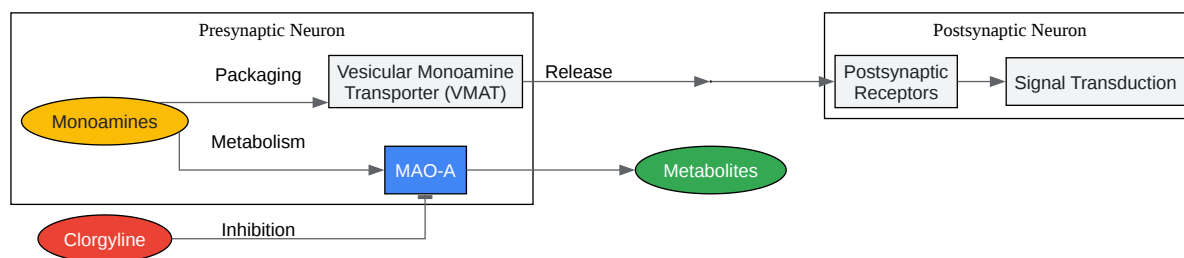 Presynaptic Neuron
Postsynaptic Neuron
Packaging
Vesicular Monoamine
Transporter (VMAT)
Release
Postsynaptic
Receptors
Signal Transduction
Monoamines
Metabolism
MAO-A
Metabolites
Clorgyline
Inhibition